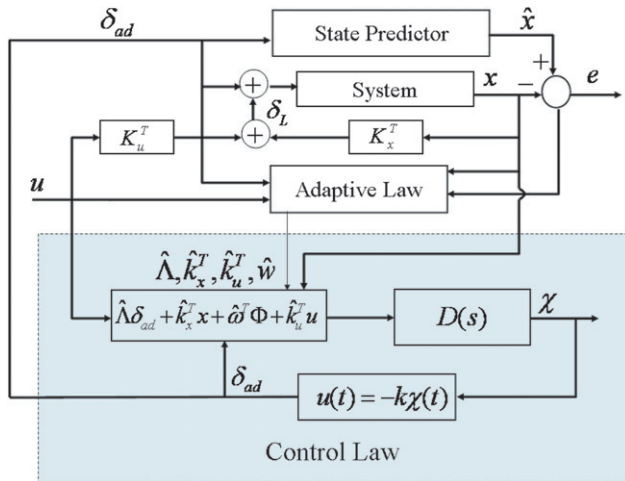 δ_ad
State Predictor
x̂
+
+
System
x
−
e
δ_L
K_u^T
+
K_x^T
u
Adaptive Law
Λ̂, k̂_x^T, k̂_u^T, ŵ
Λ̂δ_ad + k̂_x^T x + ω̂^T Φ + k̂_u^T u
D(s)
χ
δ_ad
u(t) = −kχ(t)
Control Law